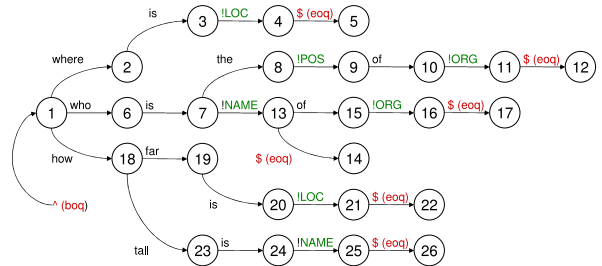 is 3 !LOC 4 $ (eoq) 5
where 2 the 8 !POS 9 of 10 !ORG 11 $ (eoq) 12
1 who 6 is 7 !NAME 13 of 15 !ORG 16 $ (eoq) 17
how 18 far 19 $ (eoq) 14
^ (boq) is 20 !LOC 21 $ (eoq) 22
tall 23 is 24 !NAME 25 $ (eoq) 26